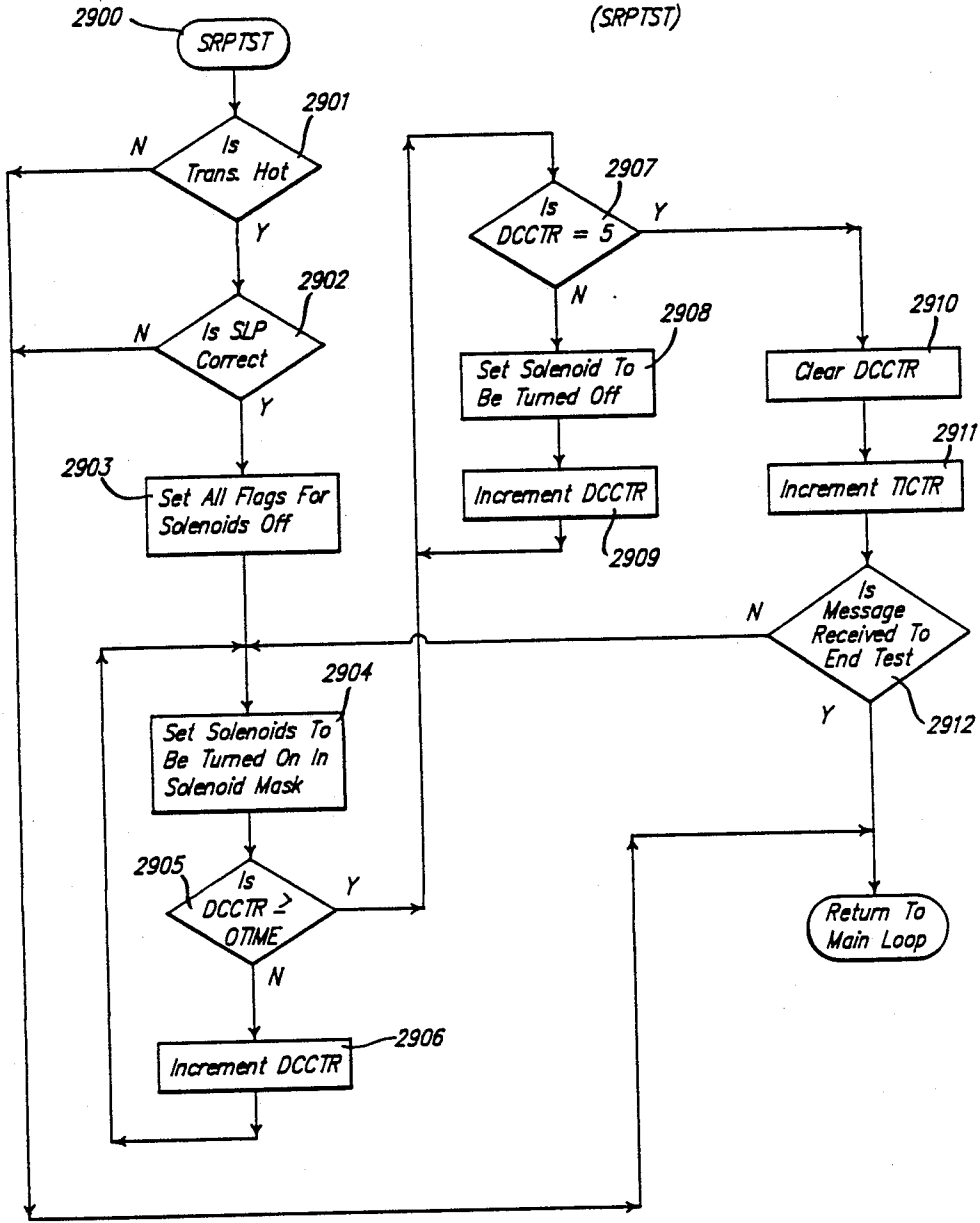 2900
SRPTST
(SRPTST)
2901
Is
Trans. Hot
N
Y
2902
Is SLP
Correct
N
Y
2903
Set All Flags For
Solenoids Off
2904
Set Solenoids To
Be Turned On In
Solenoid Mask
2905
Is
DCCTR ≥
OTIME
Y
N
2906
Increment DCCTR
2907
Is
DCCTR = 5
Y
N
2908
Set Solenoid To
Be Turned Off
Increment DCCTR
2909
2910
Clear DCCTR
2911
Increment TICTR
Is
Message
Received To
End Test
N
Y
2912
Return To
Main Loop